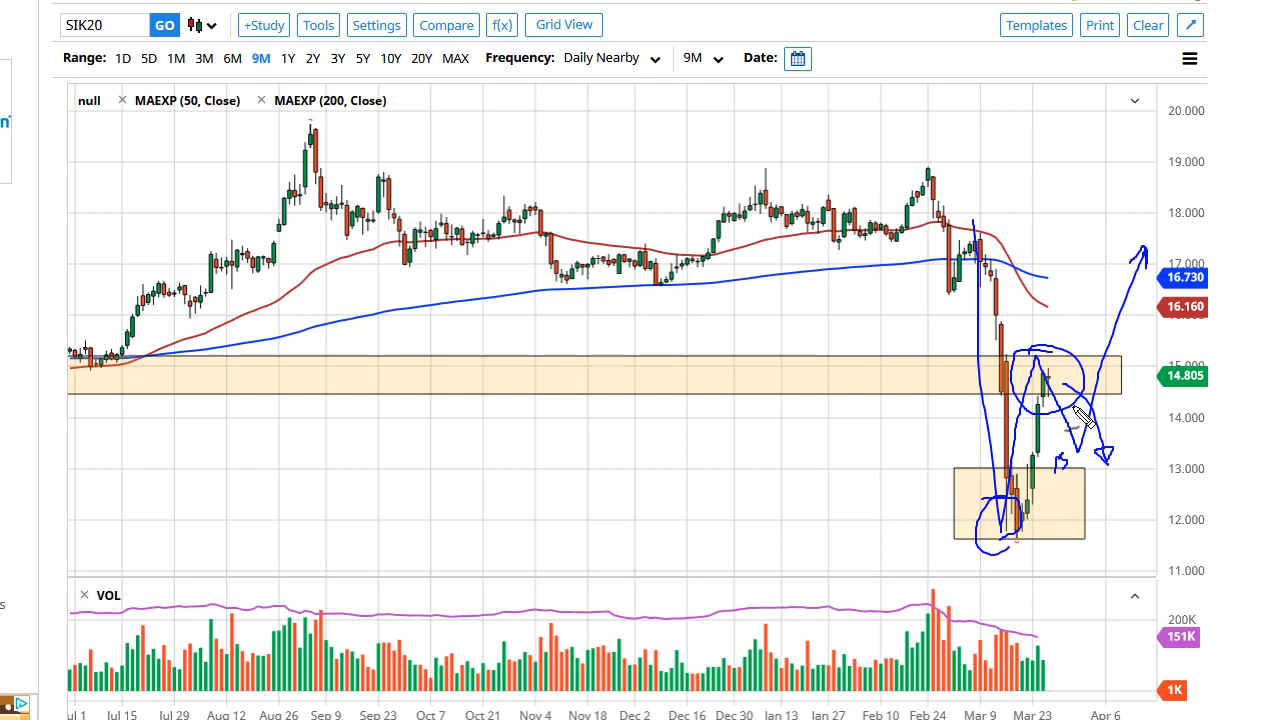 SIK20 GO +Study Tools Settings Compare f(x) Grid View Templates Print Clear
Range: 1D 5D 1M 3M 6M 9M 1Y 2Y 3Y 5Y 10Y 20Y MAX Frequency: Daily Nearby 9M Date:
null × MAEXP (50, Close) × MAEXP (200, Close)
20.000
19.000
18.000
17.000
16.730
16.160
14.805
14.000
13.000
12.000
11.000
× VOL
200K
151K
1K
Jul 15 Jul 29 Aug 12 Aug 26 Sep 9 Sep 23 Oct 7 Oct 21 Nov 4 Nov 18 Dec 2 Dec 16 Dec 30 Jan 13 Jan 27 Feb 10 Feb 24 Mar 9 Mar 23 Apr 6